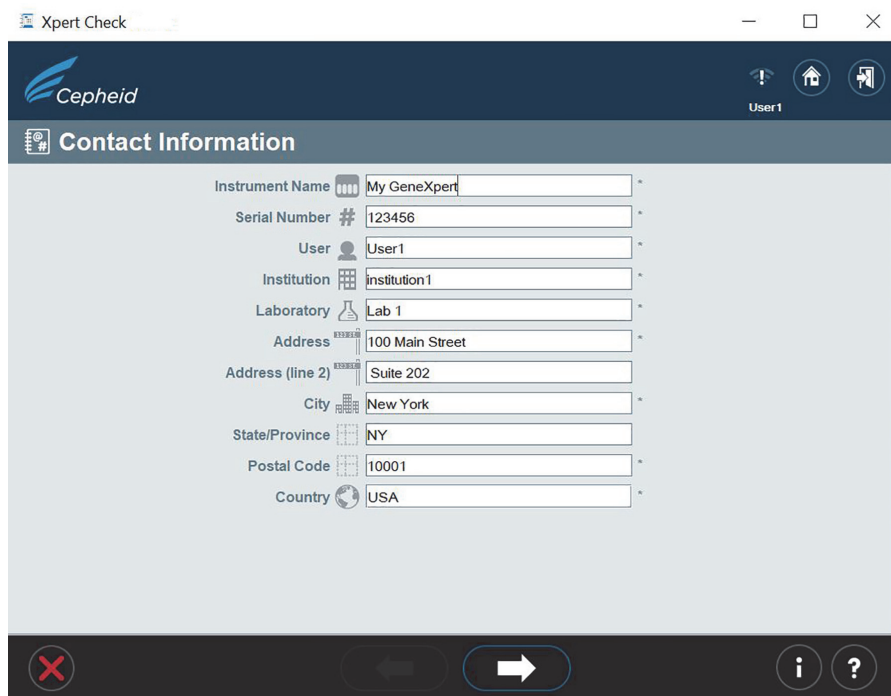 Xpert Check
Cepheid
User1
Contact Information
Instrument Name My GeneXpert *
Serial Number # 123456 *
User User1 *
Institution institution1 *
Laboratory Lab 1 *
Address 100 Main Street *
Address (line 2) Suite 202
City New York *
State/Province NY
Postal Code 10001 *
Country USA *
i ?